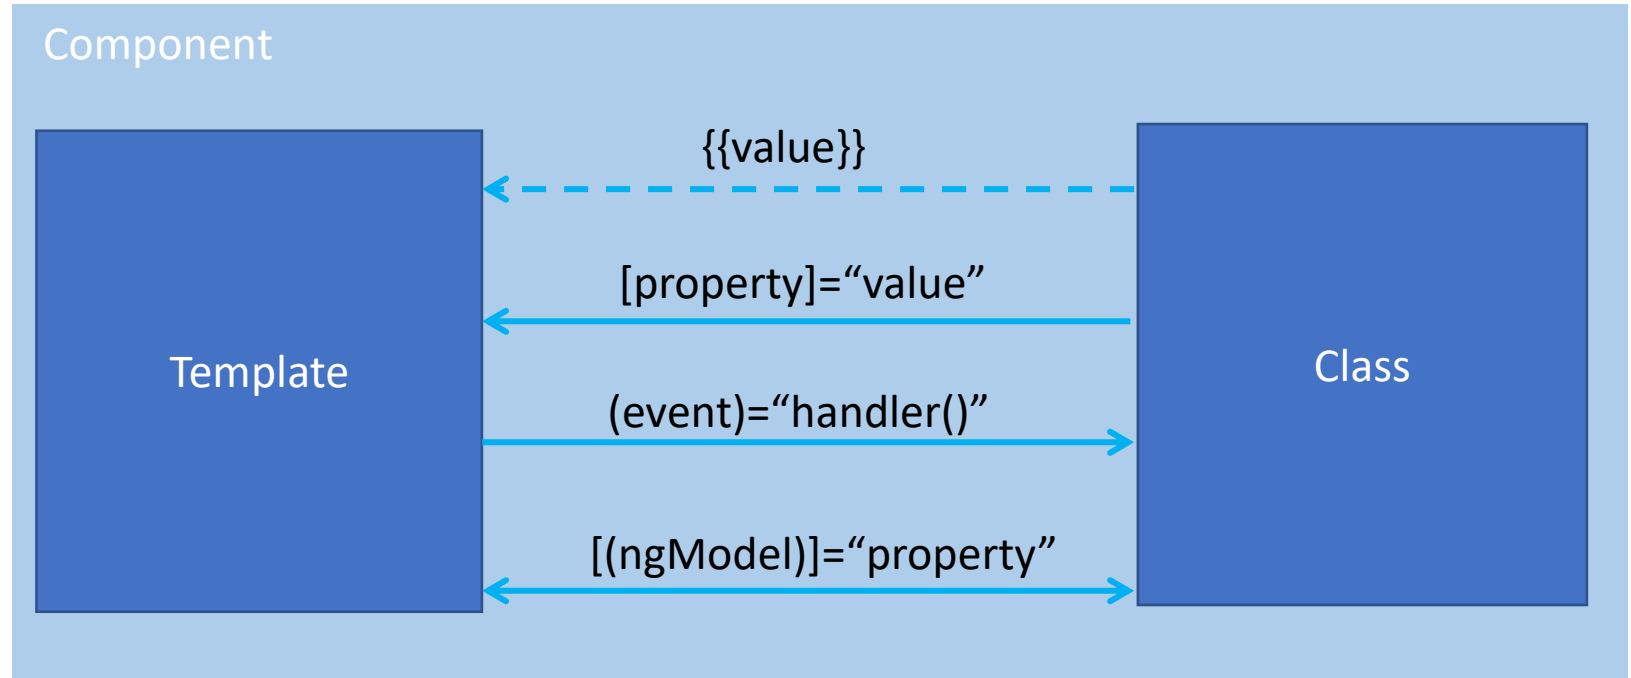 Component
{{value}}
[property]=“value”
Template
Class
(event)=“handler()”
[(ngModel)]=“property”